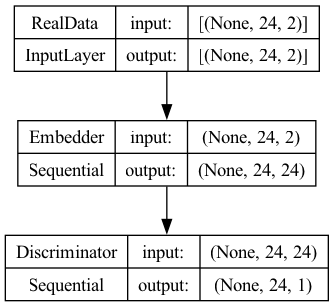 RealData input: [(None, 24, 2)]
InputLayer output: [(None, 24, 2)]
Embedder input: (None, 24, 2)
Sequential output: (None, 24, 24)
Discriminator input: (None, 24, 24)
Sequential output: (None, 24, 1)